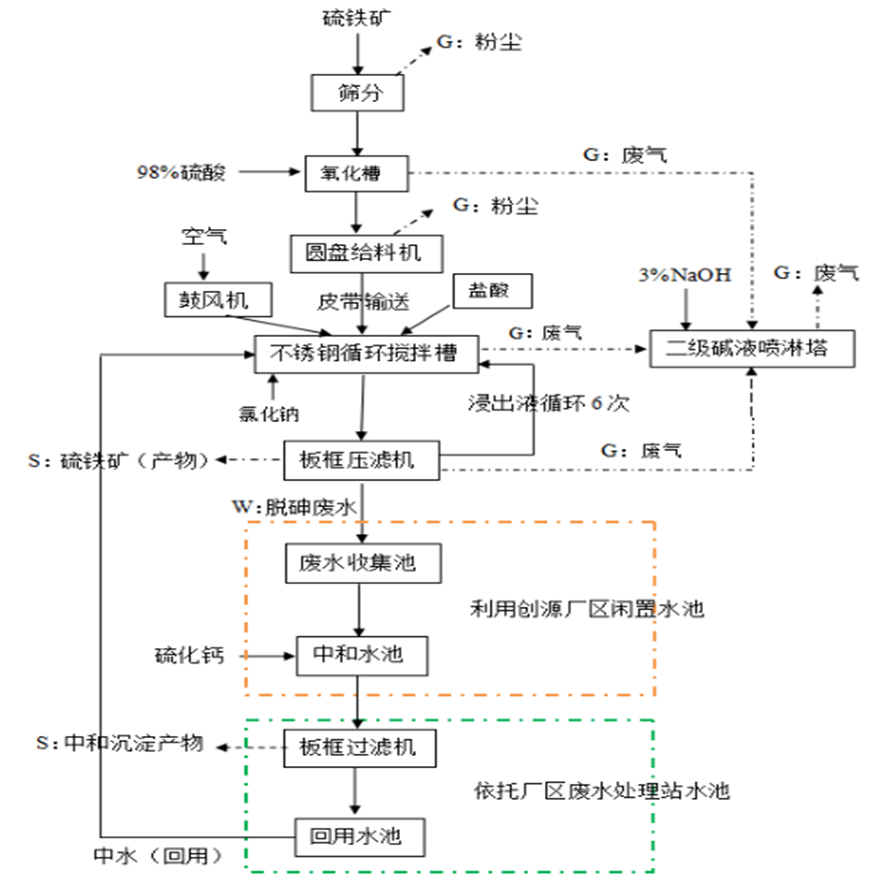 硫铁矿
G：粉尘
筛分
G：废气
98%硫酸
氧化槽
G：粉尘
空气
圆盘给料机
3%NaOH
G：废气
鼓风机
皮带输送
盐酸
G：废气
不锈钢循环搅拌槽
二级碱液喷淋塔
氯化钠
浸出液循环6次
S：硫铁矿（产物）
板框压滤机
G：废气
W：脱砷废水
废水收集池
利用创源厂区闲置水池
硫化钙
中和水池
S：中和沉淀产物
板框过滤机
依托厂区废水处理站水池
回用水池
中水（回用）